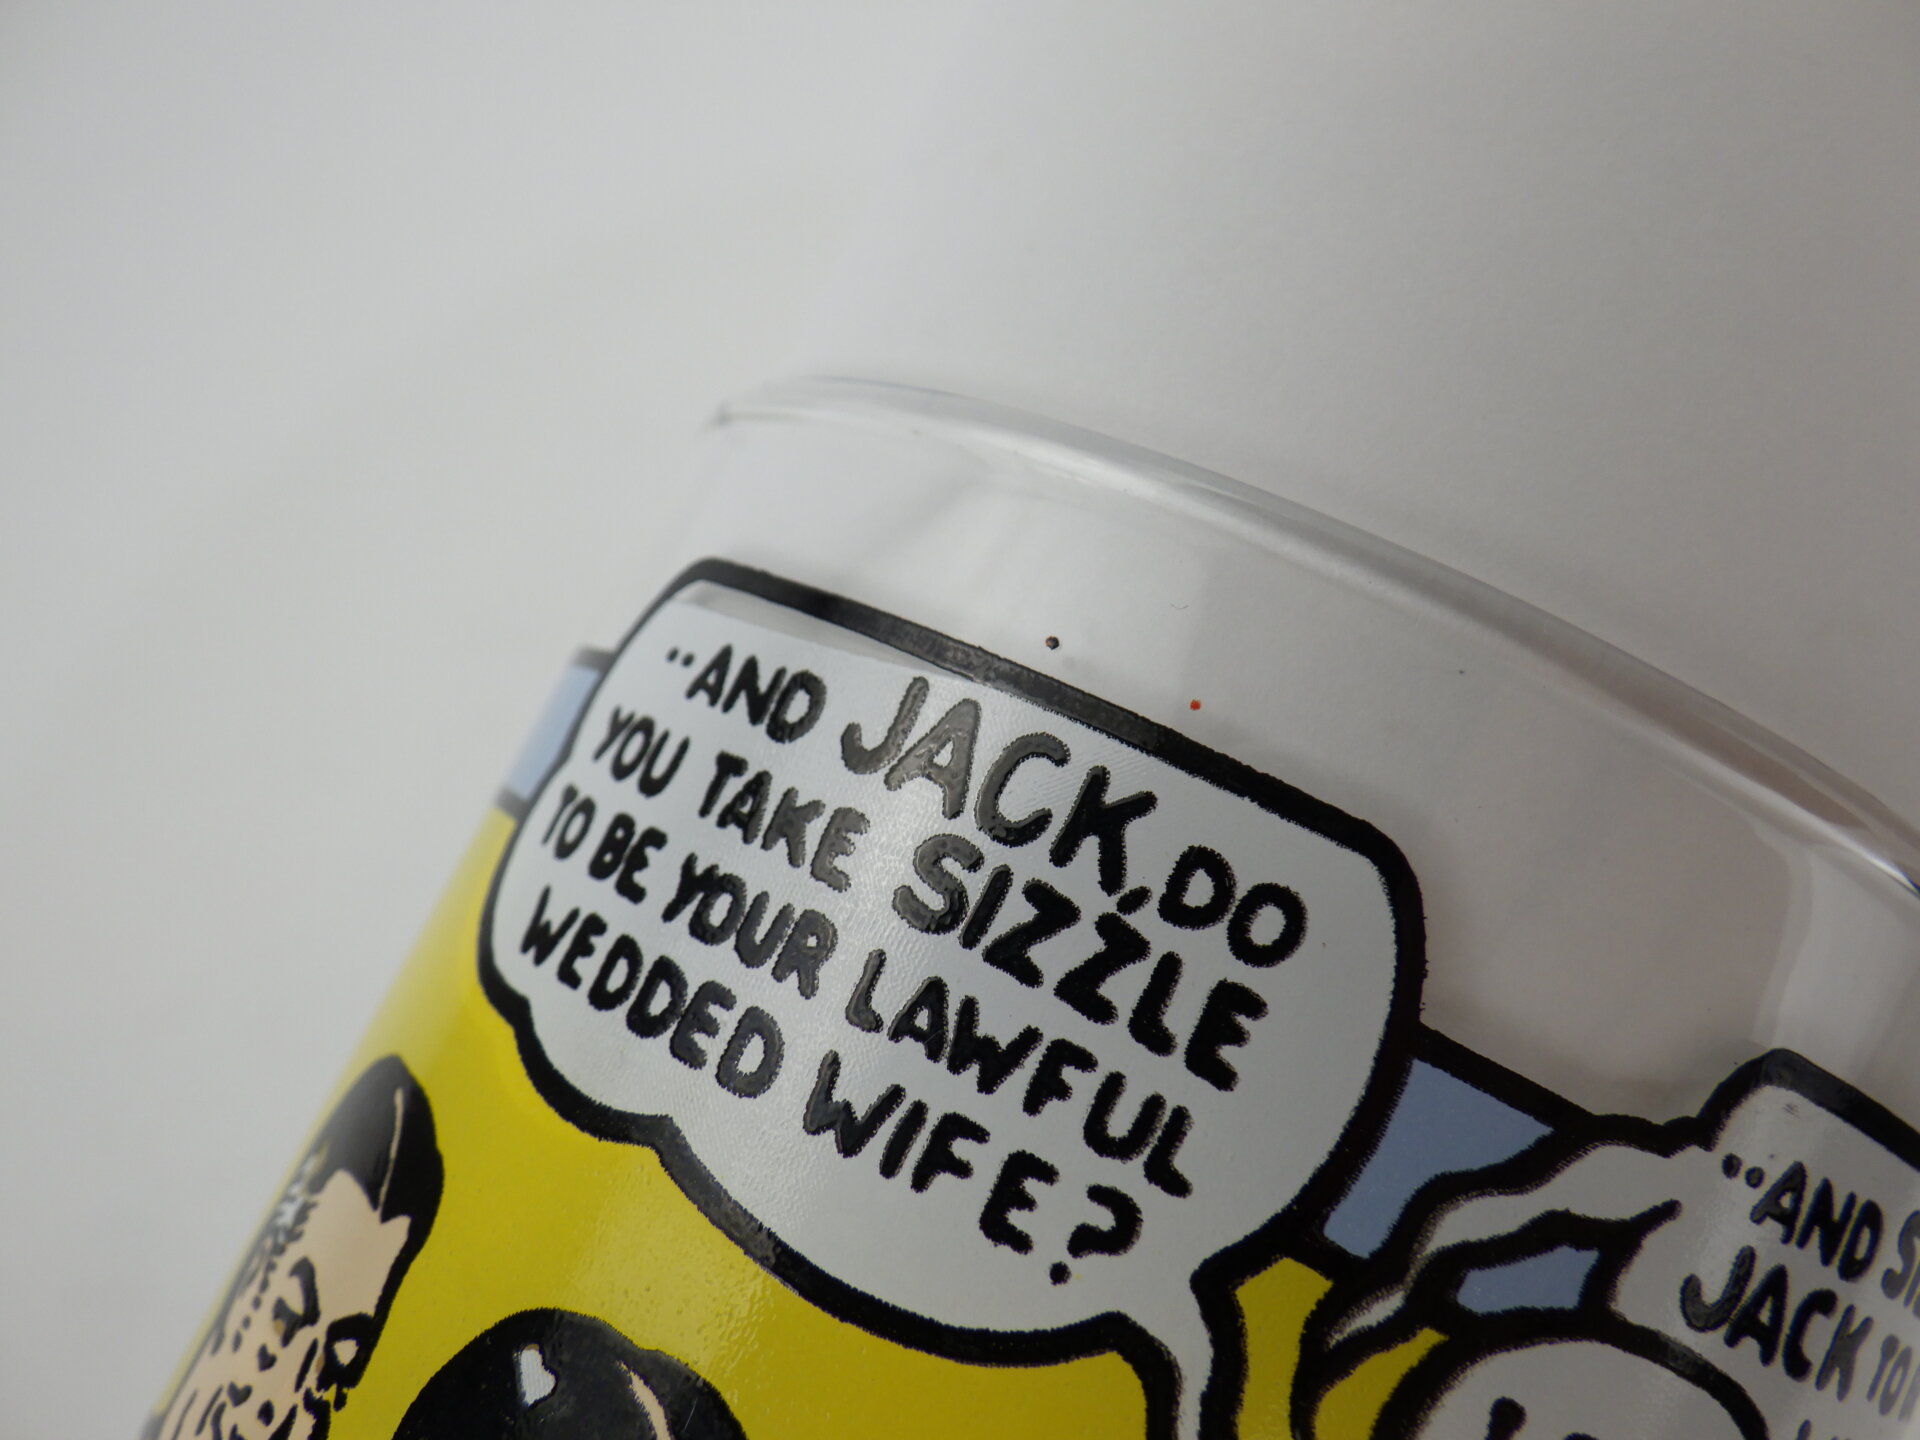 ..AND JACK, DO
YOU TAKE SIZZLE
TO BE YOUR LAWFUL
WEDDED WIFE?
..AND
JACK TO